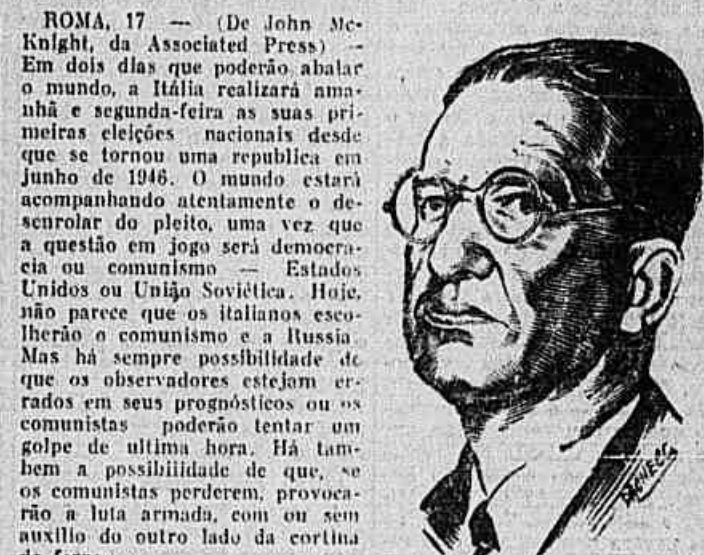 ROMA, 17 — (De John Mc-
Knight, da Associated Press) —
Em dois dias que poderão abalar
o mundo, a Itália realizará ama-
nhã e segunda-feira as suas pri-
meiras eleições nacionais desde
que se tornou uma republica em
junho de 1946. O mundo estará
acompanhando atentamente o de-
senrolar do pleito, uma vez que
a questão em jogo será democra-
cia ou comunismo — Estados
Unidos ou União Soviética. Hoje,
não parece que os italianos esco-
lherão o comunismo e a Russia.
Mas há sempre possibilidade de
que os observadores estejam er-
rados em seus prognósticos ou os
comunistas poderão tentar um
golpe de ultima hora. Há tam-
bem a possibilidade de que, se
os comunistas perderem, provoca-
rão a luta armada, com ou sem
auxilio do outro lado da cortina
PACHECO